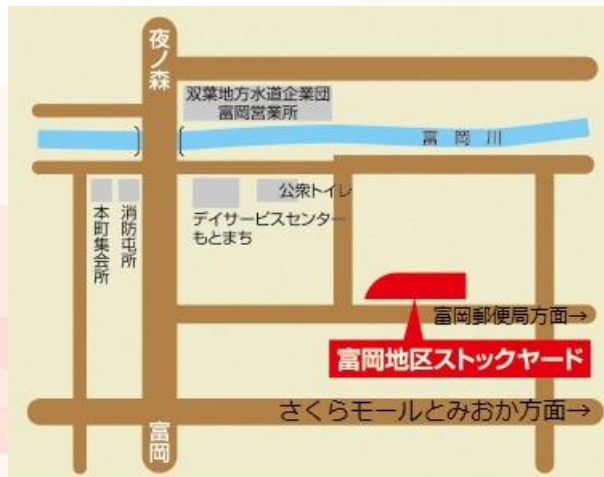 夜ノ森
双葉地方水道企業団
富岡営業所
富岡川
公衆トイレ
デイサービスセンター
もとまち
消防屯所
本町集会所
富岡郵便局方面→
富岡地区ストックヤード
さくらモールとみおか方面→
富岡